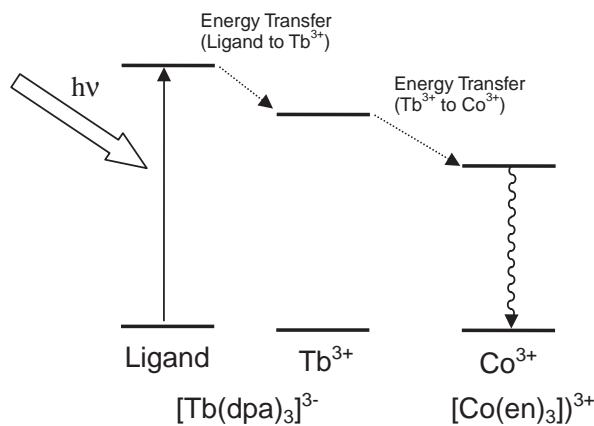 Energy Transfer
(Ligand to Tb³⁺)
hν
Energy Transfer
(Tb³⁺ to Co³⁺)
Ligand Tb³⁺ Co³⁺
[Tb(dpa)₃]³⁻ [Co(en)₃])³⁺